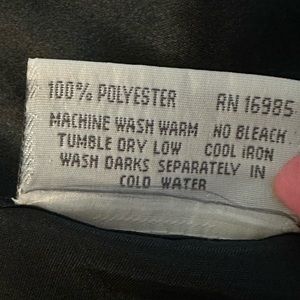 100% POLYESTER RN 16985
MACHINE WASH WARM NO BLEACH
TUMBLE DRY LOW COOL IRON
WASH DARKS SEPARATELY IN
COLD WATER